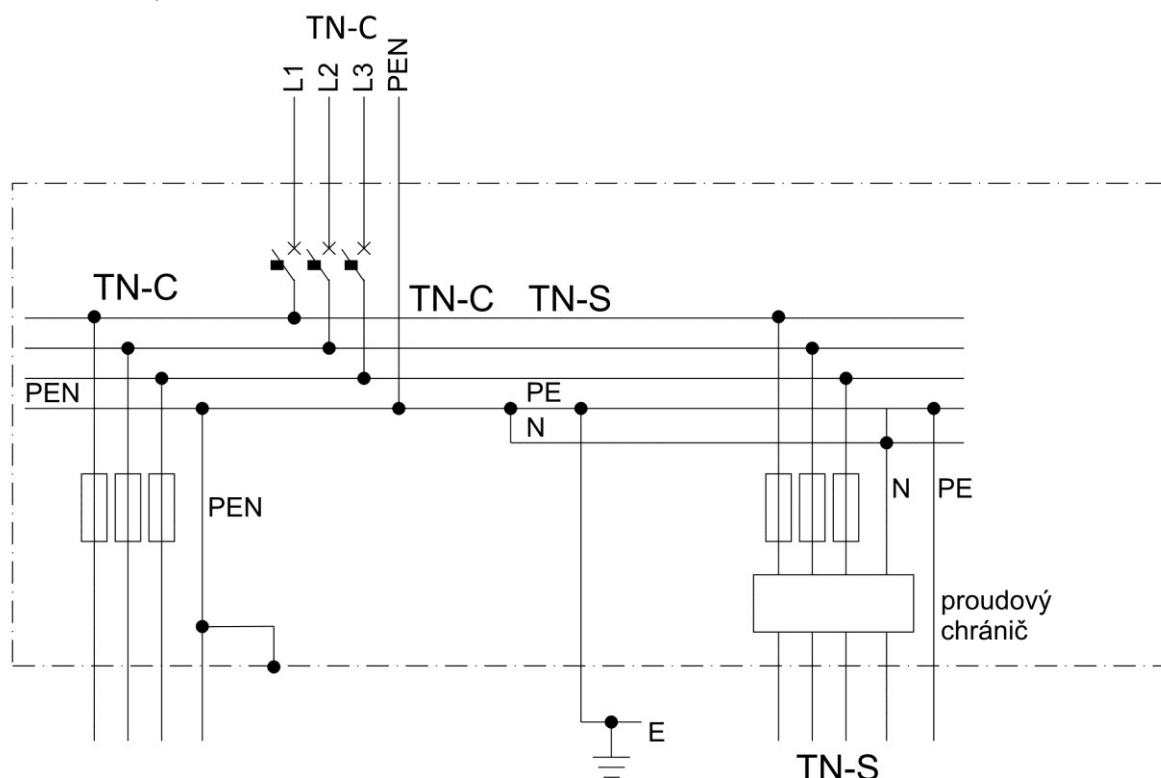 TN-C
L1
L2
L3
PEN
TN-C
TN-C
TN-S
PEN
PE
N
PEN
N
PE
proudový
chránič
E
TN-S